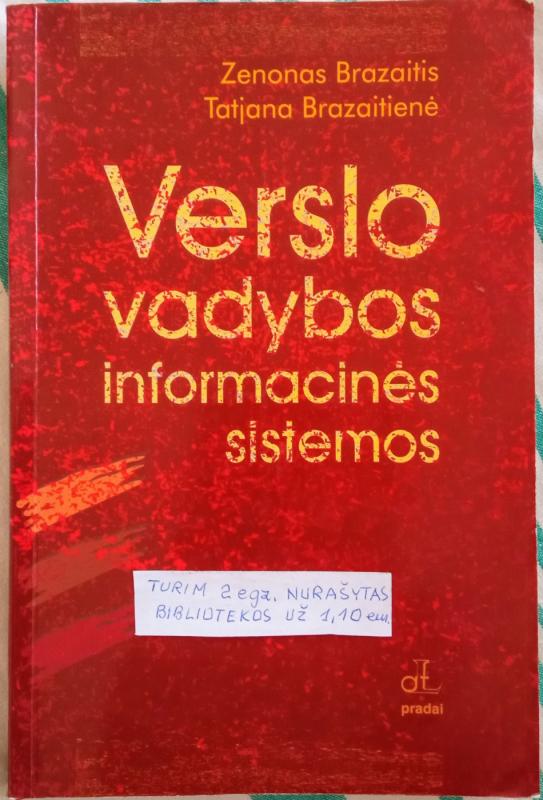 Zenonas Brazaitis
Tatjana Brazaitienė
Verslo
vadybos
informacinės
sistemos
TURIM 2 egz. NURAŠYTAS
BIBLIOTEKOS UŽ 1,10 eur.
pradai